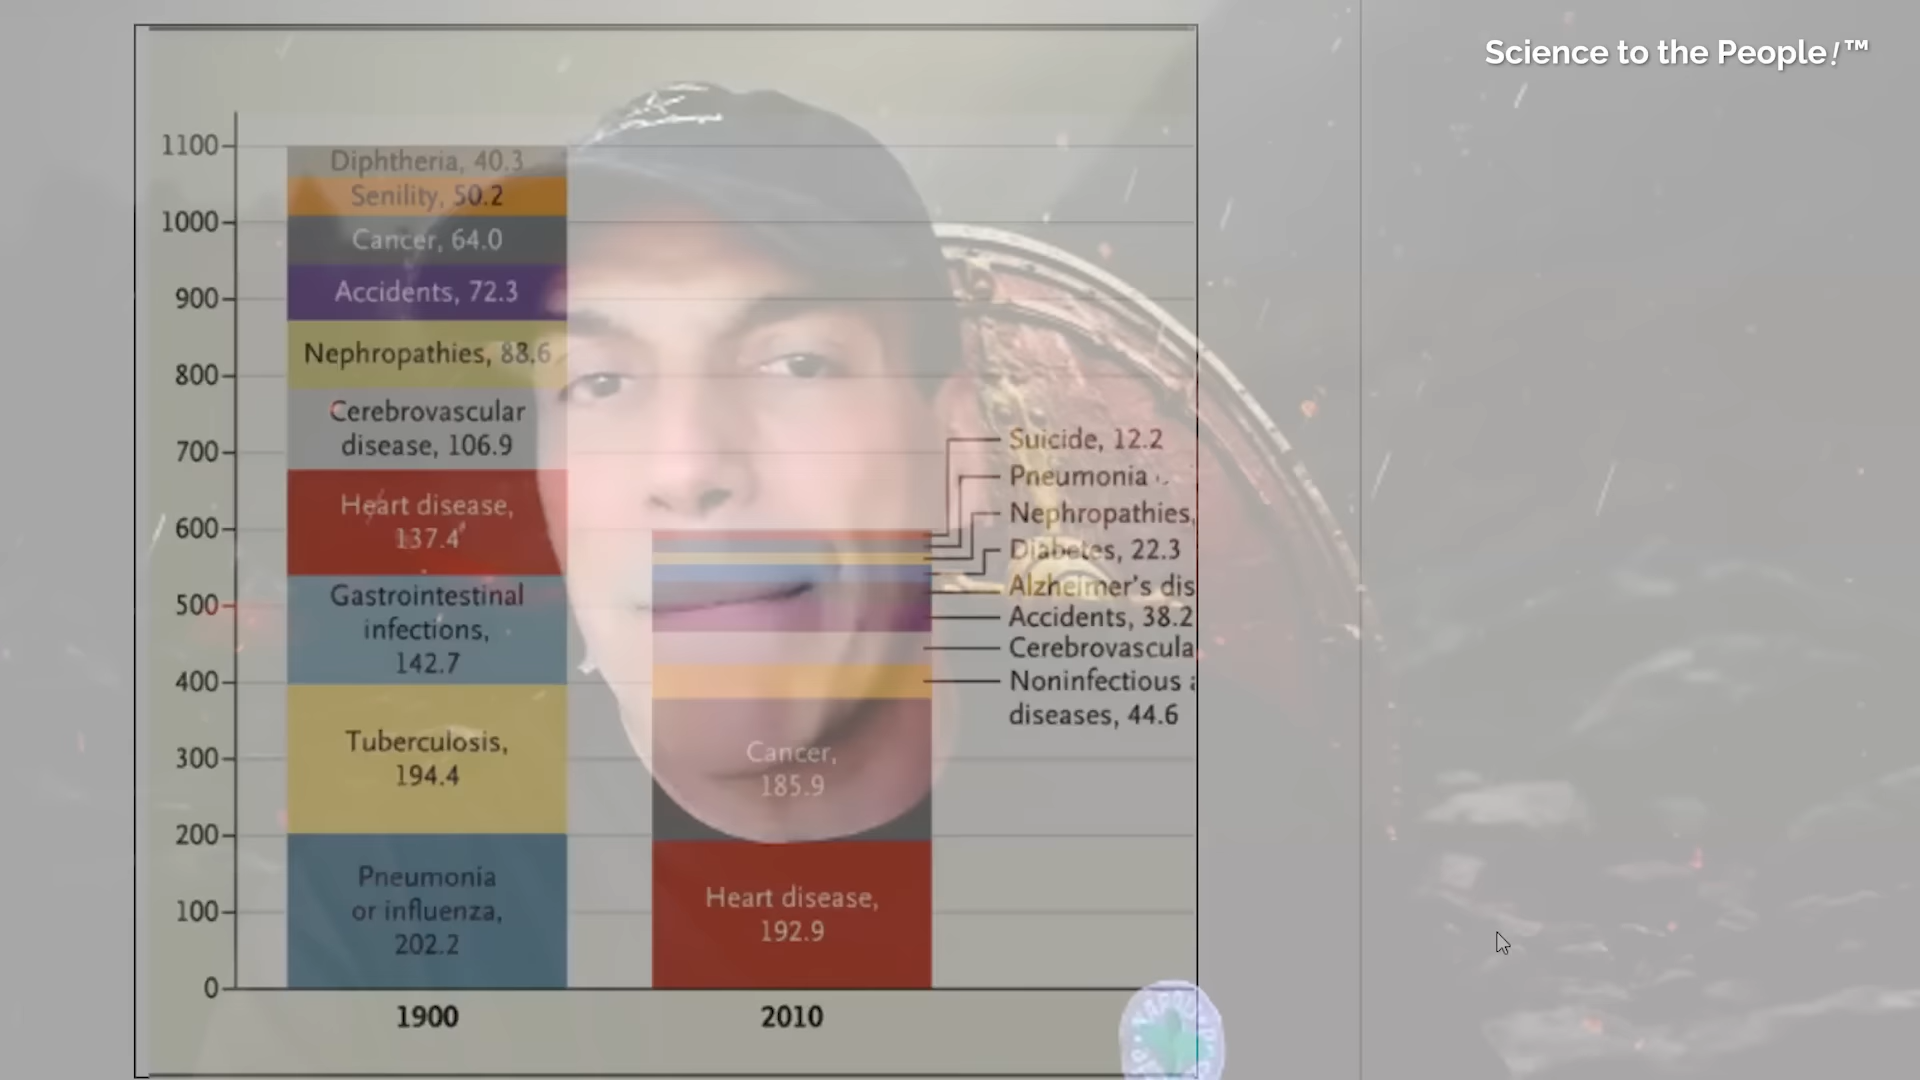 Science to the People!™
1100
1000
900
800
700
600
500
400
300
200
100
0
Diphtheria, 40.3
Senility, 50.2
Cancer, 64.0
Accidents, 72.3
Nephropathies, 88.6
Cerebrovascular
disease, 106.9
Heart disease,
137.4
Gastrointestinal
infections,
142.7
Tuberculosis,
194.4
Pneumonia
or influenza,
202.2
Suicide, 12.2
Pneumonia
Nephropathies,
Diabetes, 22.3
Alzheimer's dis
Accidents, 38.2
Cerebrovascula
Noninfectious
diseases, 44.6
Cancer,
185.9
Heart disease,
192.9
1900
2010